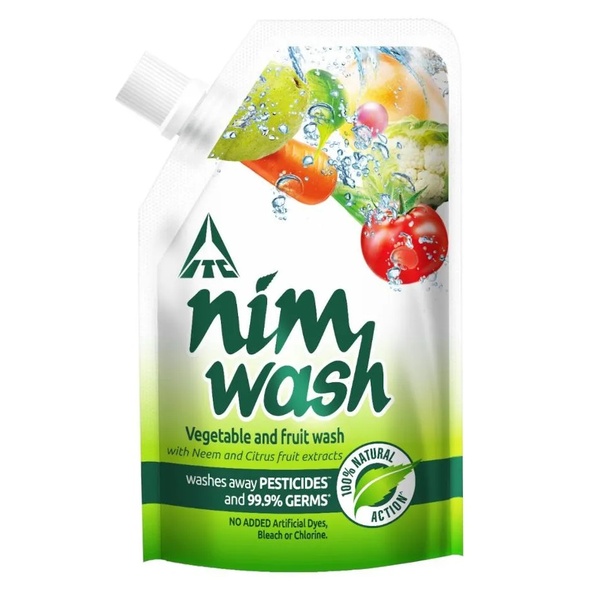 ITC
nim
wash
Vegetable and fruit wash
with Neem and Citrus fruit extracts
washes away PESTICIDES~
and 99.9% GERMS*
100% NATURAL
ACTION^
NO ADDED Artificial Dyes,
Bleach or Chlorine.